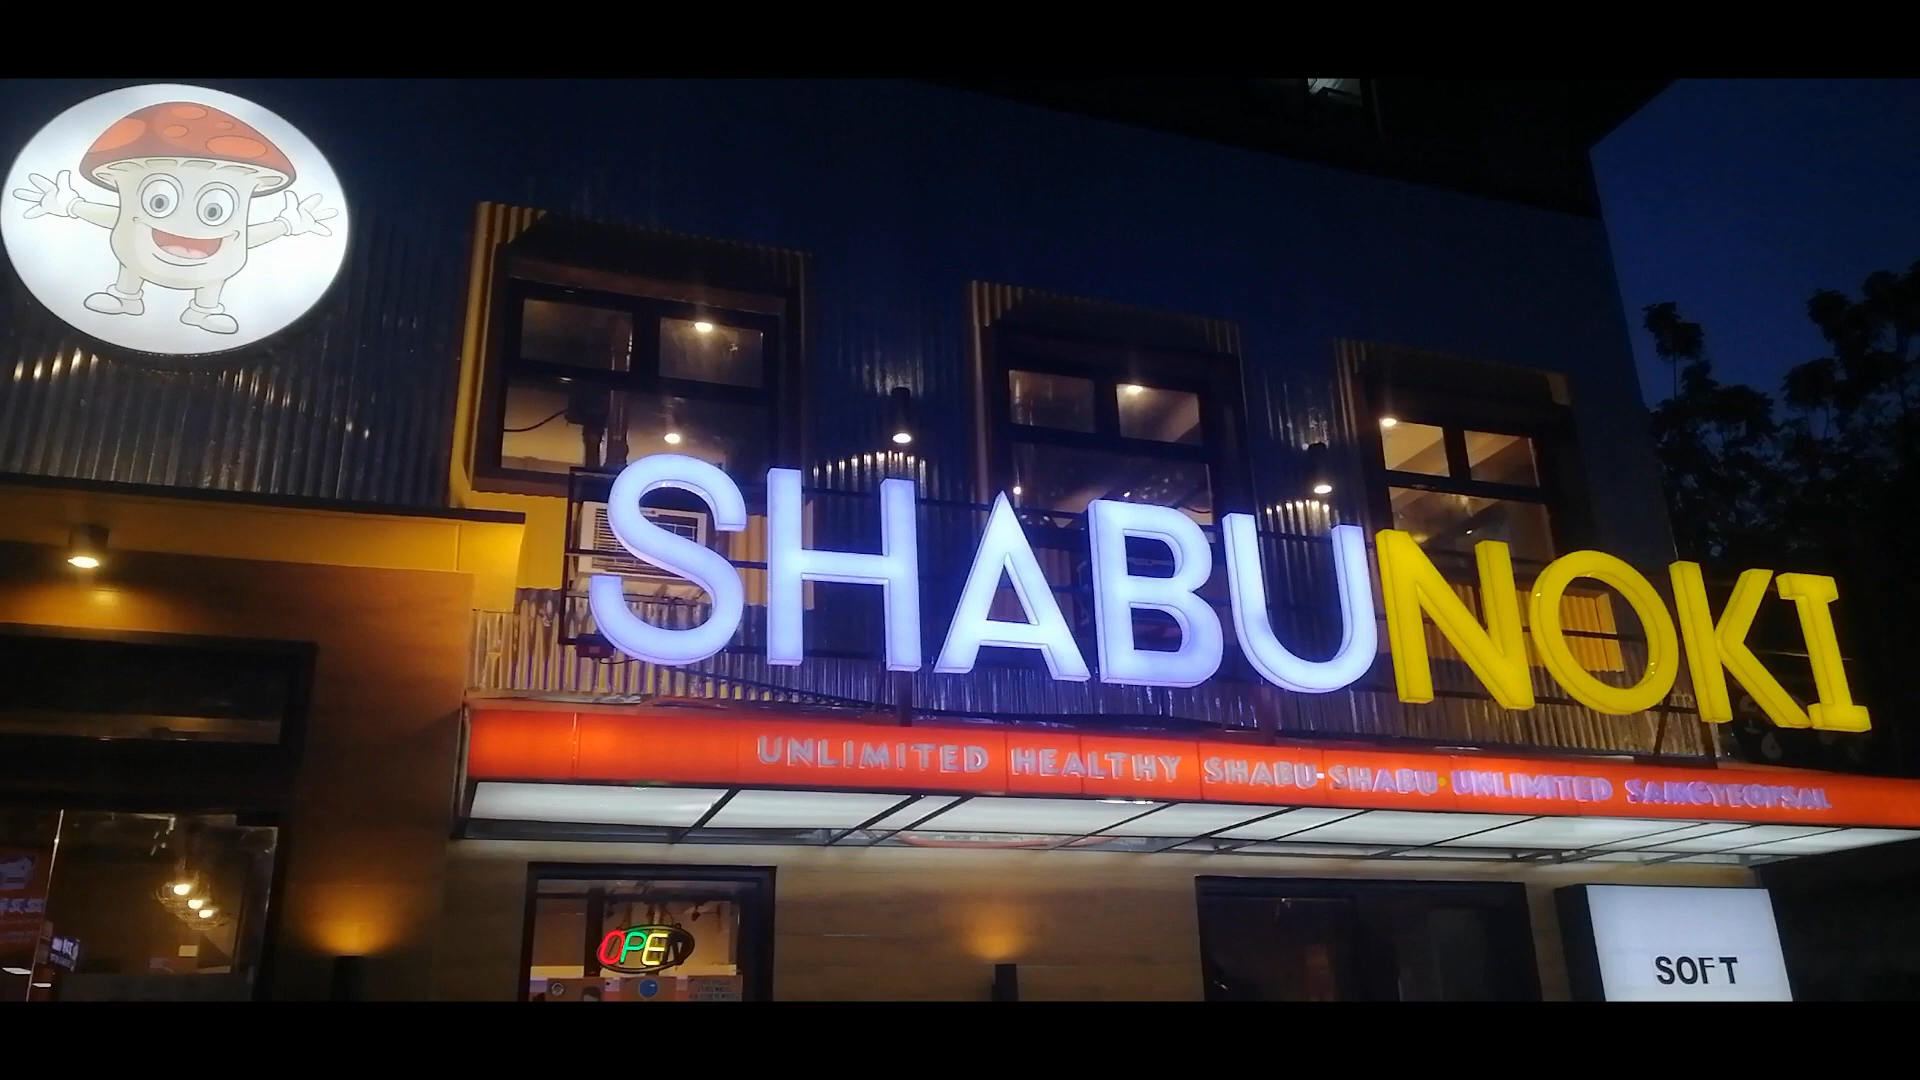 SHABUNOKI
UNLIMITED HEALTHY SHABU-SHABU · UNLIMITED SAMGYEOPSAL
OPEN
SOFT